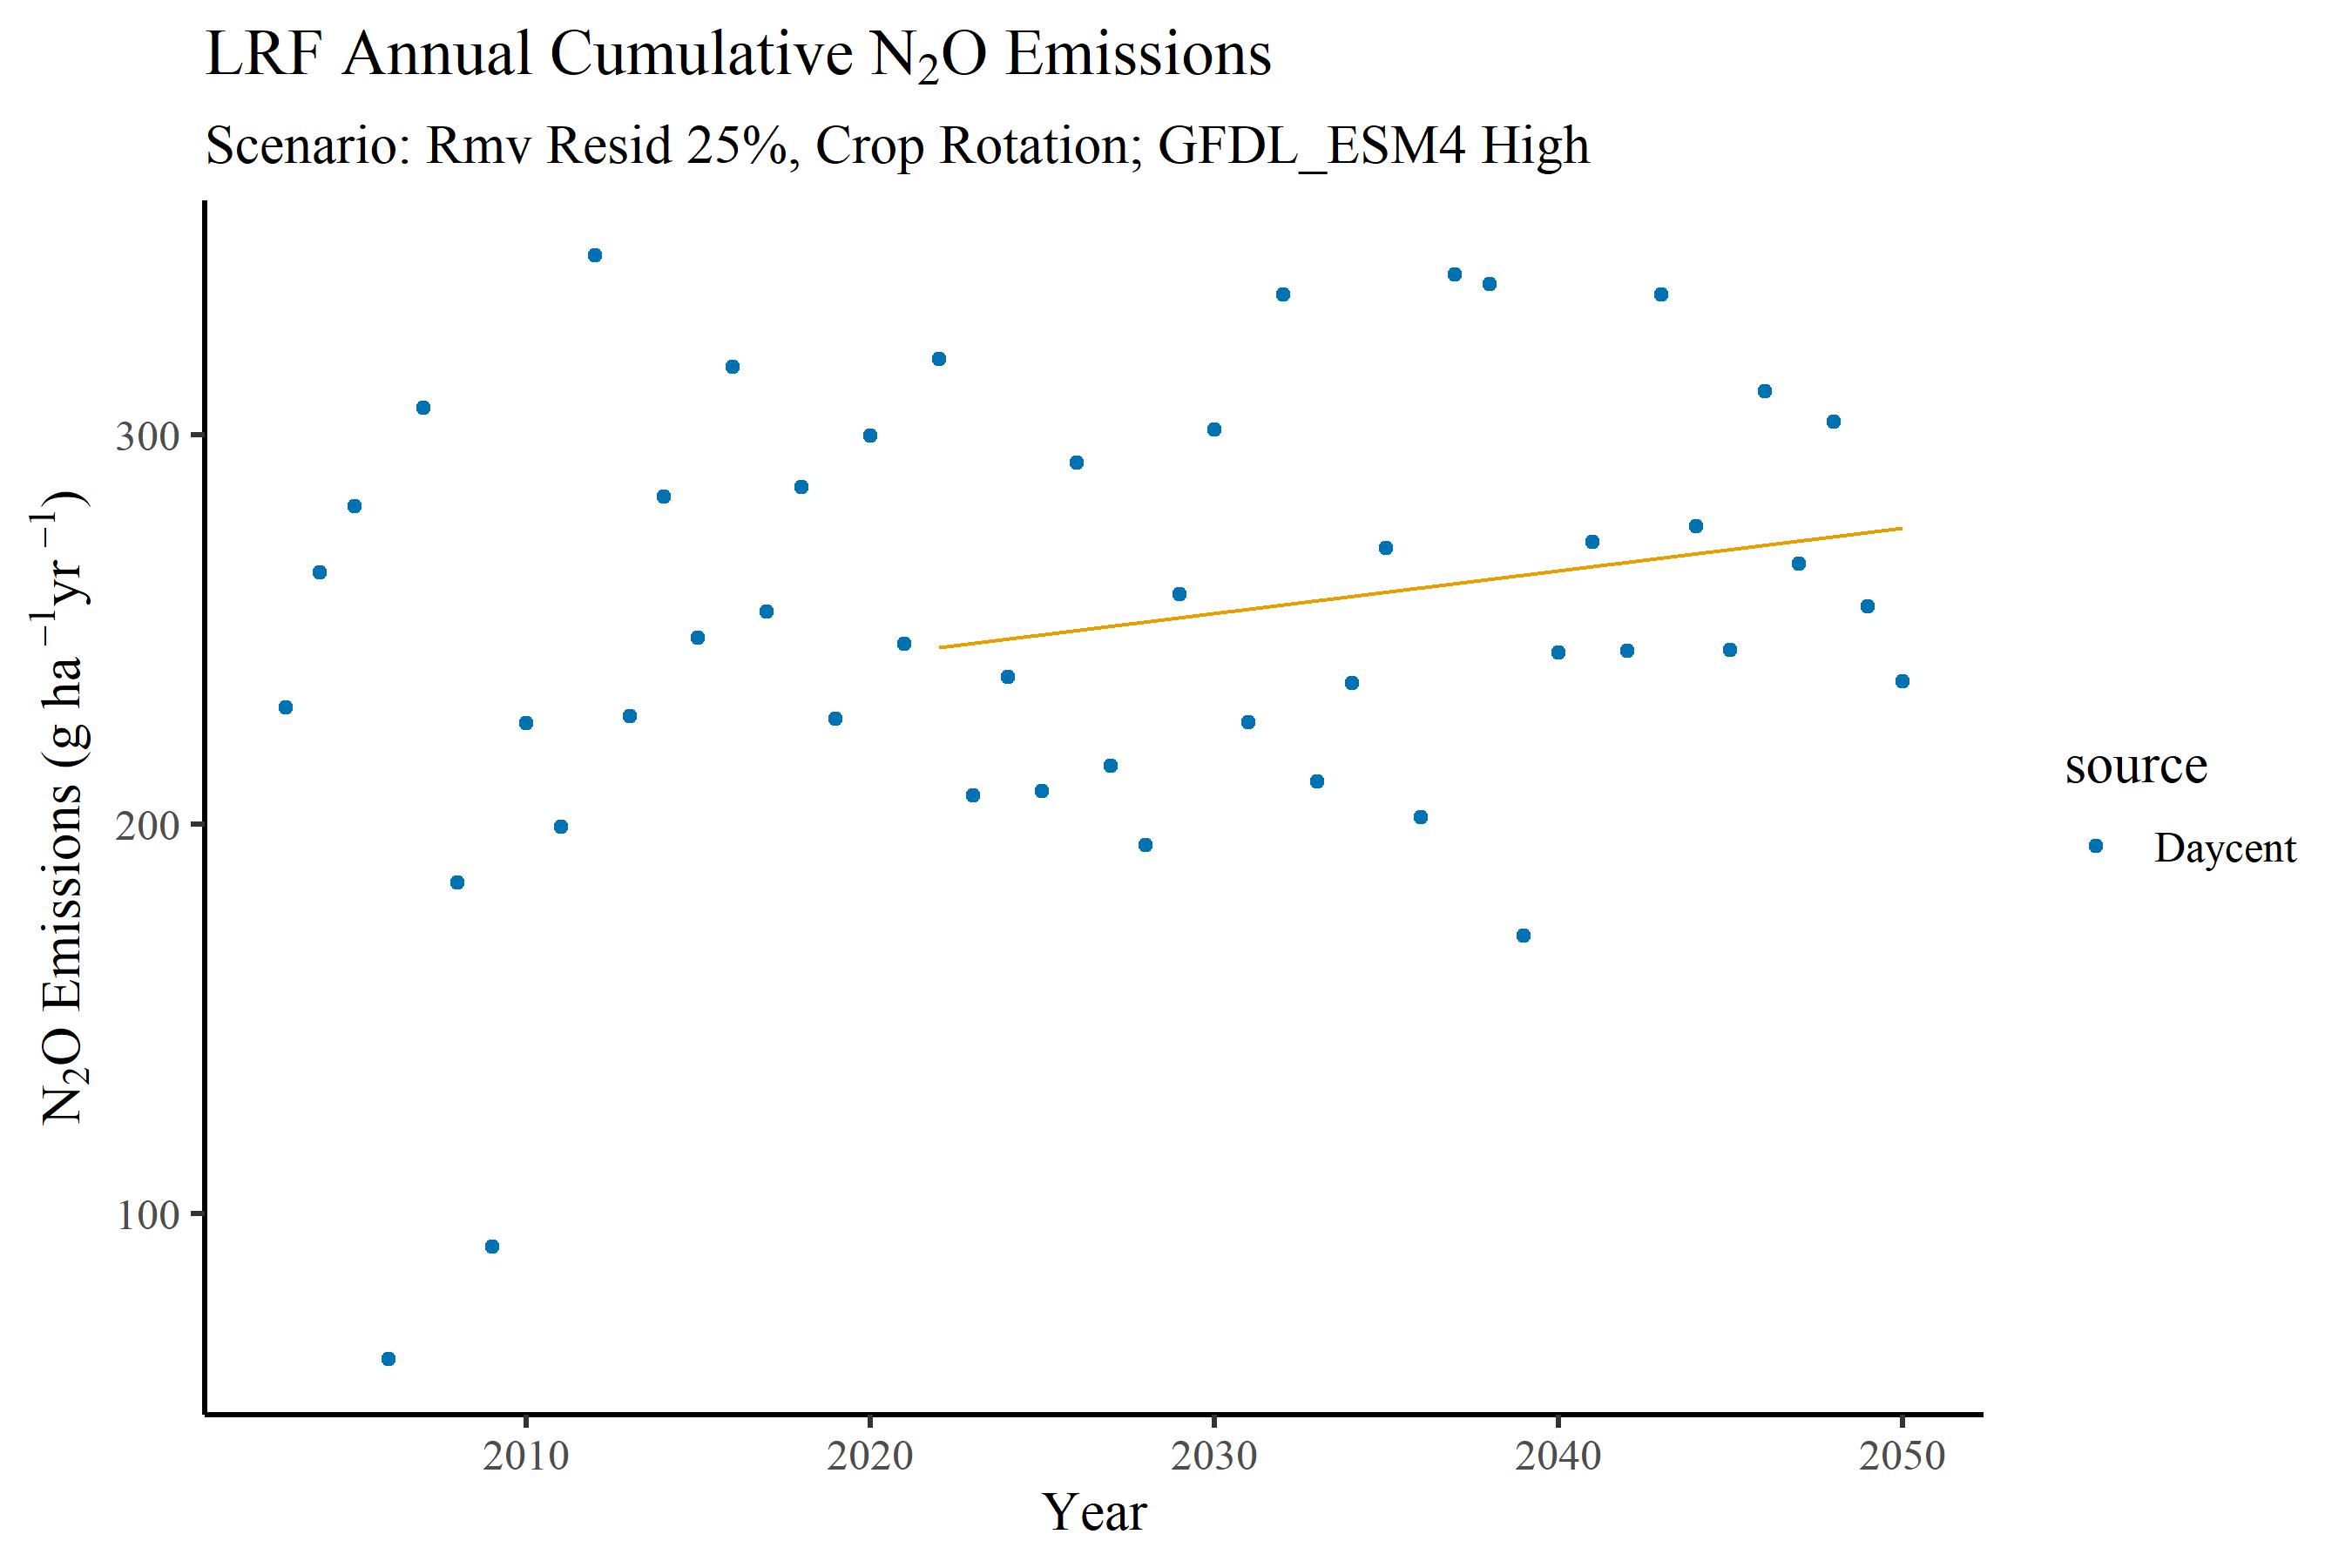 LRF Annual Cumulative N₂O Emissions
Scenario: Rmv Resid 25%, Crop Rotation; GFDL_ESM4 High
N₂O Emissions (g ha ⁻¹yr ⁻¹)
300
200
100
2010
2020
2030
2040
2050
Year
source
Daycent